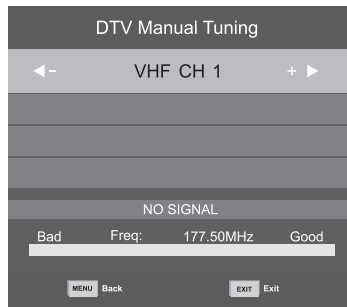 DTV Manual Tuning
- VHF CH 1 +
NO SIGNAL
Bad Freq: 177.50MHz Good
MENU Back EXIT Exit